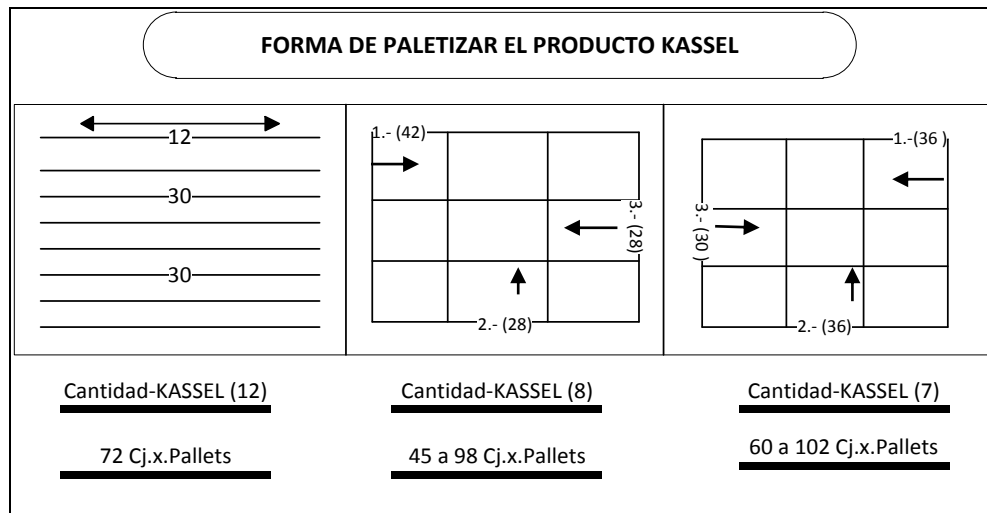 FORMA DE PALETIZAR EL PRODUCTO KASSEL
12
30
30
1.- (42)
3.- (28)
2.- (28)
1.-(36 )
3.- (30 )
2.- (36)
Cantidad-KASSEL (12)
72 Cj.x.Pallets
Cantidad-KASSEL (8)
45 a 98 Cj.x.Pallets
Cantidad-KASSEL (7)
60 a 102 Cj.x.Pallets